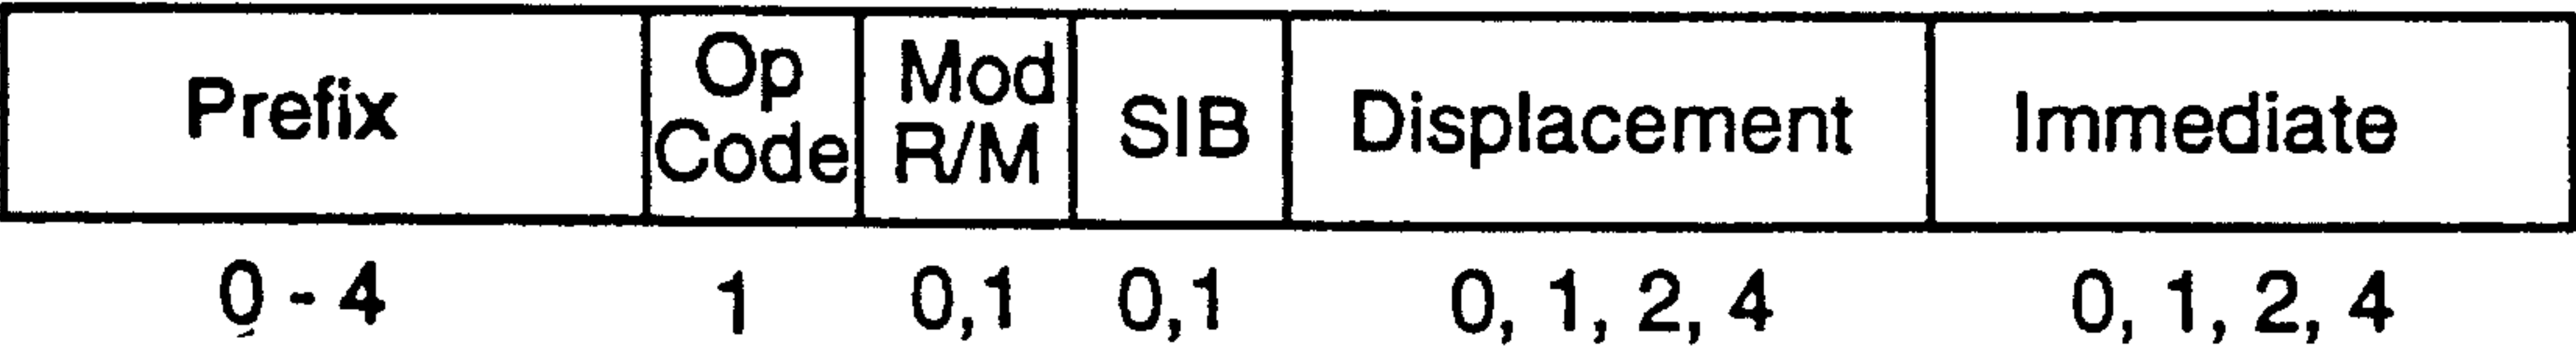 Prefix
Op
Code
Mod
R/M
SIB
Displacement
Immediate
0 - 4
1
0,1
0,1
0, 1, 2, 4
0, 1, 2, 4